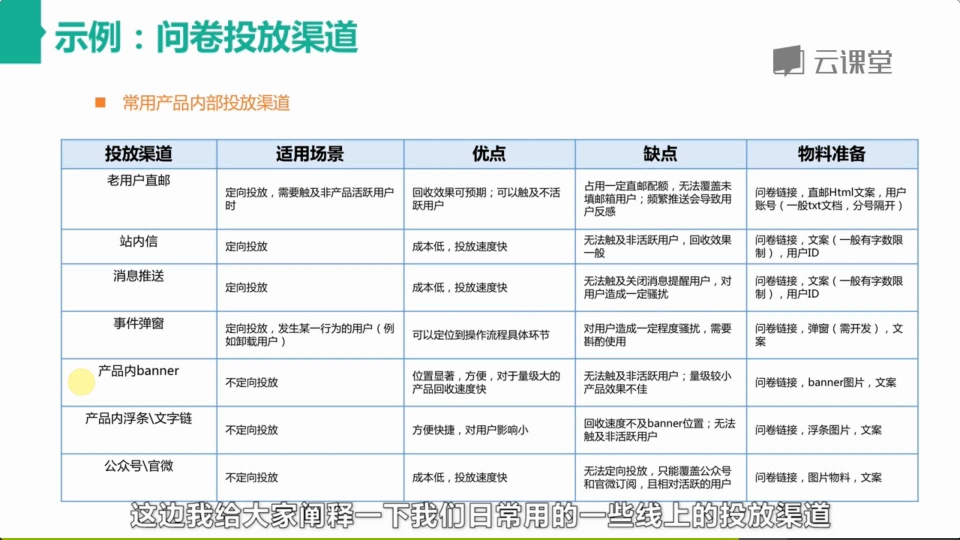 示例：问卷投放渠道
云课堂
常用产品内部投放渠道
投放渠道 适用场景 优点 缺点 物料准备
老用户直邮
定向投放，需要触及非产品活跃用户
时
回收效果可预期；可以触及不活
跃用户
占用一定直邮配额，无法覆盖未
填邮箱用户；频繁推送会导致用
户反感
问卷链接，直邮Html文案，用户
账号（一般txt文档，分号隔开）
站内信
定向投放
成本低，投放速度快
无法触及非活跃用户，回收效果
一般
问卷链接，文案（一般有字数限
制），用户ID
消息推送
定向投放
成本低，投放速度快
无法触及关闭消息提醒用户，对
用户造成一定骚扰
问卷链接，文案（一般有字数限
制），用户ID
事件弹窗
定向投放，发生某一行为的用户（例
如卸载用户）
可以定位到操作流程具体环节
对用户造成一定程度骚扰，需要
斟酌使用
问卷链接，弹窗（需开发），文
案
产品内banner
不定向投放
位置显著，方便，对于量级大的
产品回收速度快
无法触及非活跃用户；量级较小
产品效果不佳
问卷链接，banner图片，文案
产品内浮条\文字链
不定向投放
方便快捷，对用户影响小
回收速度不及banner位置；无法
触及非活跃用户
问卷链接，浮条图片，文案
公众号\官微
不定向投放
成本低，投放速度快
无法定向投放，只能覆盖公众号
和官微订阅，且相对活跃的用户
问卷链接，图片物料，文案
这边我给大家阐释一下我们日常用的一些线上的投放渠道